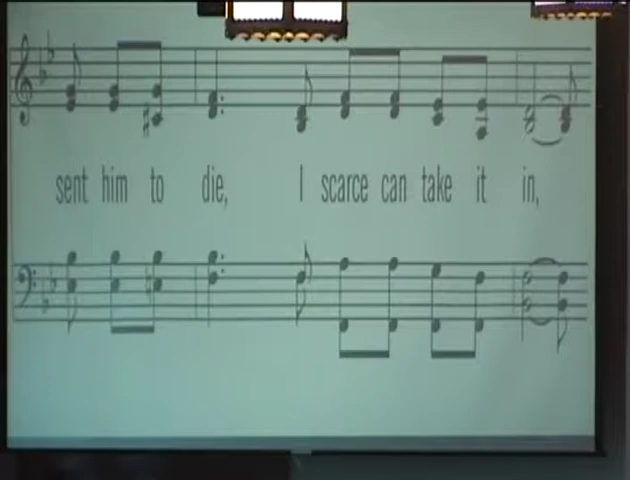 sent him to die, I scarce can take it in,